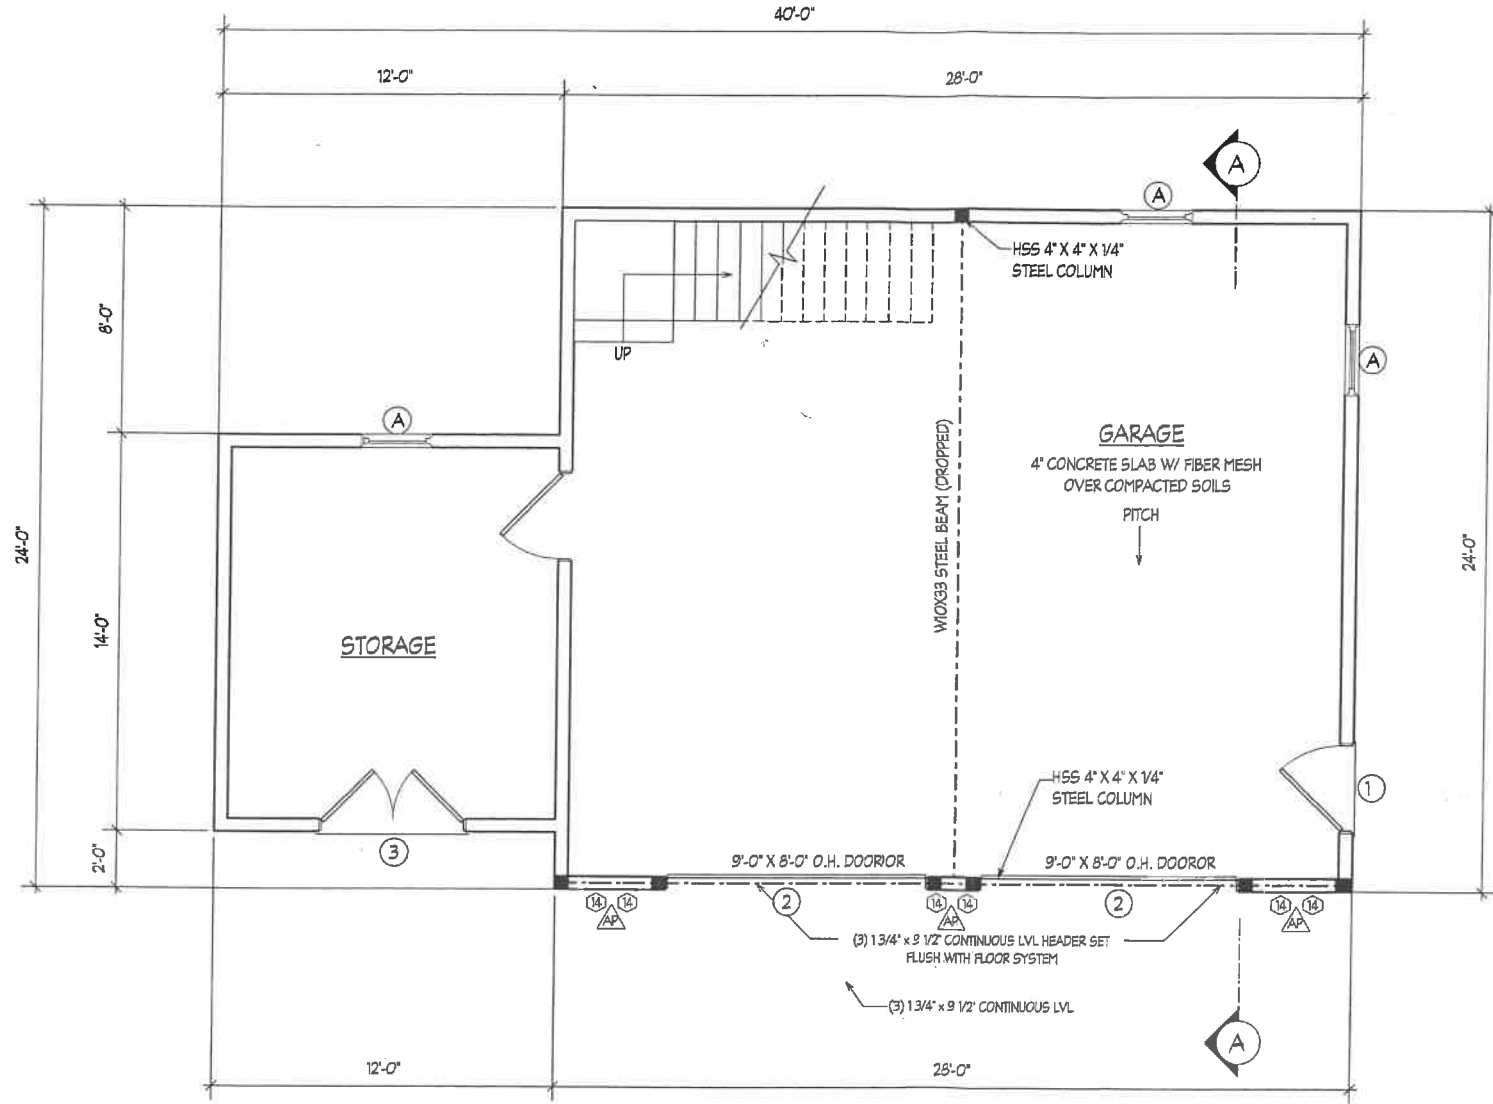 40'-0"
12'-0"
28'-0"
A
A
HSS 4" X 4" X 1/4"
STEEL COLUMN
8'-0"
UP
A
A
GARAGE
4" CONCRETE SLAB W/ FIBER MESH
OVER COMPACTED SOILS
PITCH
W10X33 STEEL BEAM (DROPPED)
24'-0"
24'-0"
14'-0"
STORAGE
HSS 4" X 4" X 1/4"
STEEL COLUMN
1
2'-0"
3
9'-0" X 8'-0" O.H. DOORIOR
9'-0" X 8'-0" O.H. DOOROR
14 14
AP
2
14 14
AP
2
14 14
AP
(3) 1 3/4" x 9 1/2" CONTINUOUS LVL HEADER SET
FLUSH WITH FLOOR SYSTEM
(3) 1 3/4" x 9 1/2" CONTINUOUS LVL
A
12'-0"
28'-0"